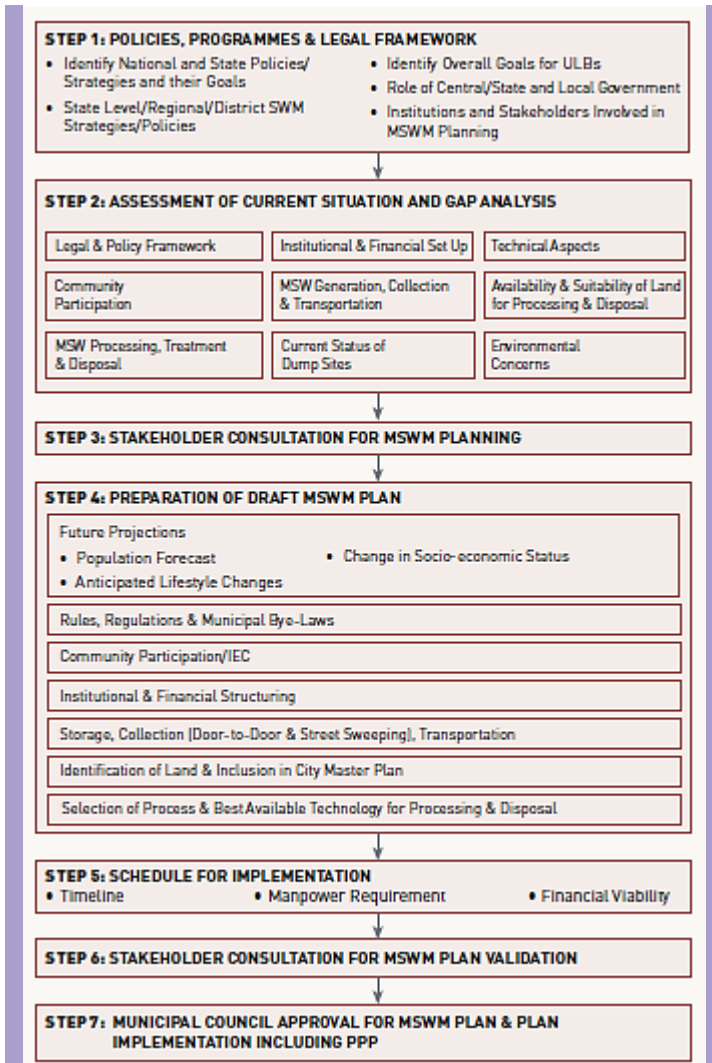 STEP 1: POLICIES, PROGRAMMES & LEGAL FRAMEWORK
• Identify National and State Policies/
Strategies and their Goals
• State Level/Regional/District SWM
Strategies/Policies
• Identify Overall Goals for ULBs
• Role of Central/State and Local Government
• Institutions and Stakeholders Involved in
MSWM Planning
STEP 2: ASSESSMENT OF CURRENT SITUATION AND GAP ANALYSIS
Legal & Policy Framework
Institutional & Financial Set Up
Technical Aspects
Community
Participation
MSW Generation, Collection
& Transportation
Availability & Suitability of Land
for Processing & Disposal
MSW Processing, Treatment
& Disposal
Current Status of
Dump Sites
Environmental
Concerns
STEP 3: STAKEHOLDER CONSULTATION FOR MSWM PLANNING
STEP 4: PREPARATION OF DRAFT MSWM PLAN
Future Projections
• Population Forecast
• Change in Socio-economic Status
• Anticipated Lifestyle Changes
Rules, Regulations & Municipal Bye-Laws
Community Participation/IEC
Institutional & Financial Structuring
Storage, Collection (Door-to-Door & Street Sweeping), Transportation
Identification of Land & Inclusion in City Master Plan
Selection of Process & Best Available Technology for Processing & Disposal
STEP 5: SCHEDULE FOR IMPLEMENTATION
• Timeline • Manpower Requirement • Financial Viability
STEP 6: STAKEHOLDER CONSULTATION FOR MSWM PLAN VALIDATION
STEP 7: MUNICIPAL COUNCIL APPROVAL FOR MSWM PLAN & PLAN
IMPLEMENTATION INCLUDING PPP